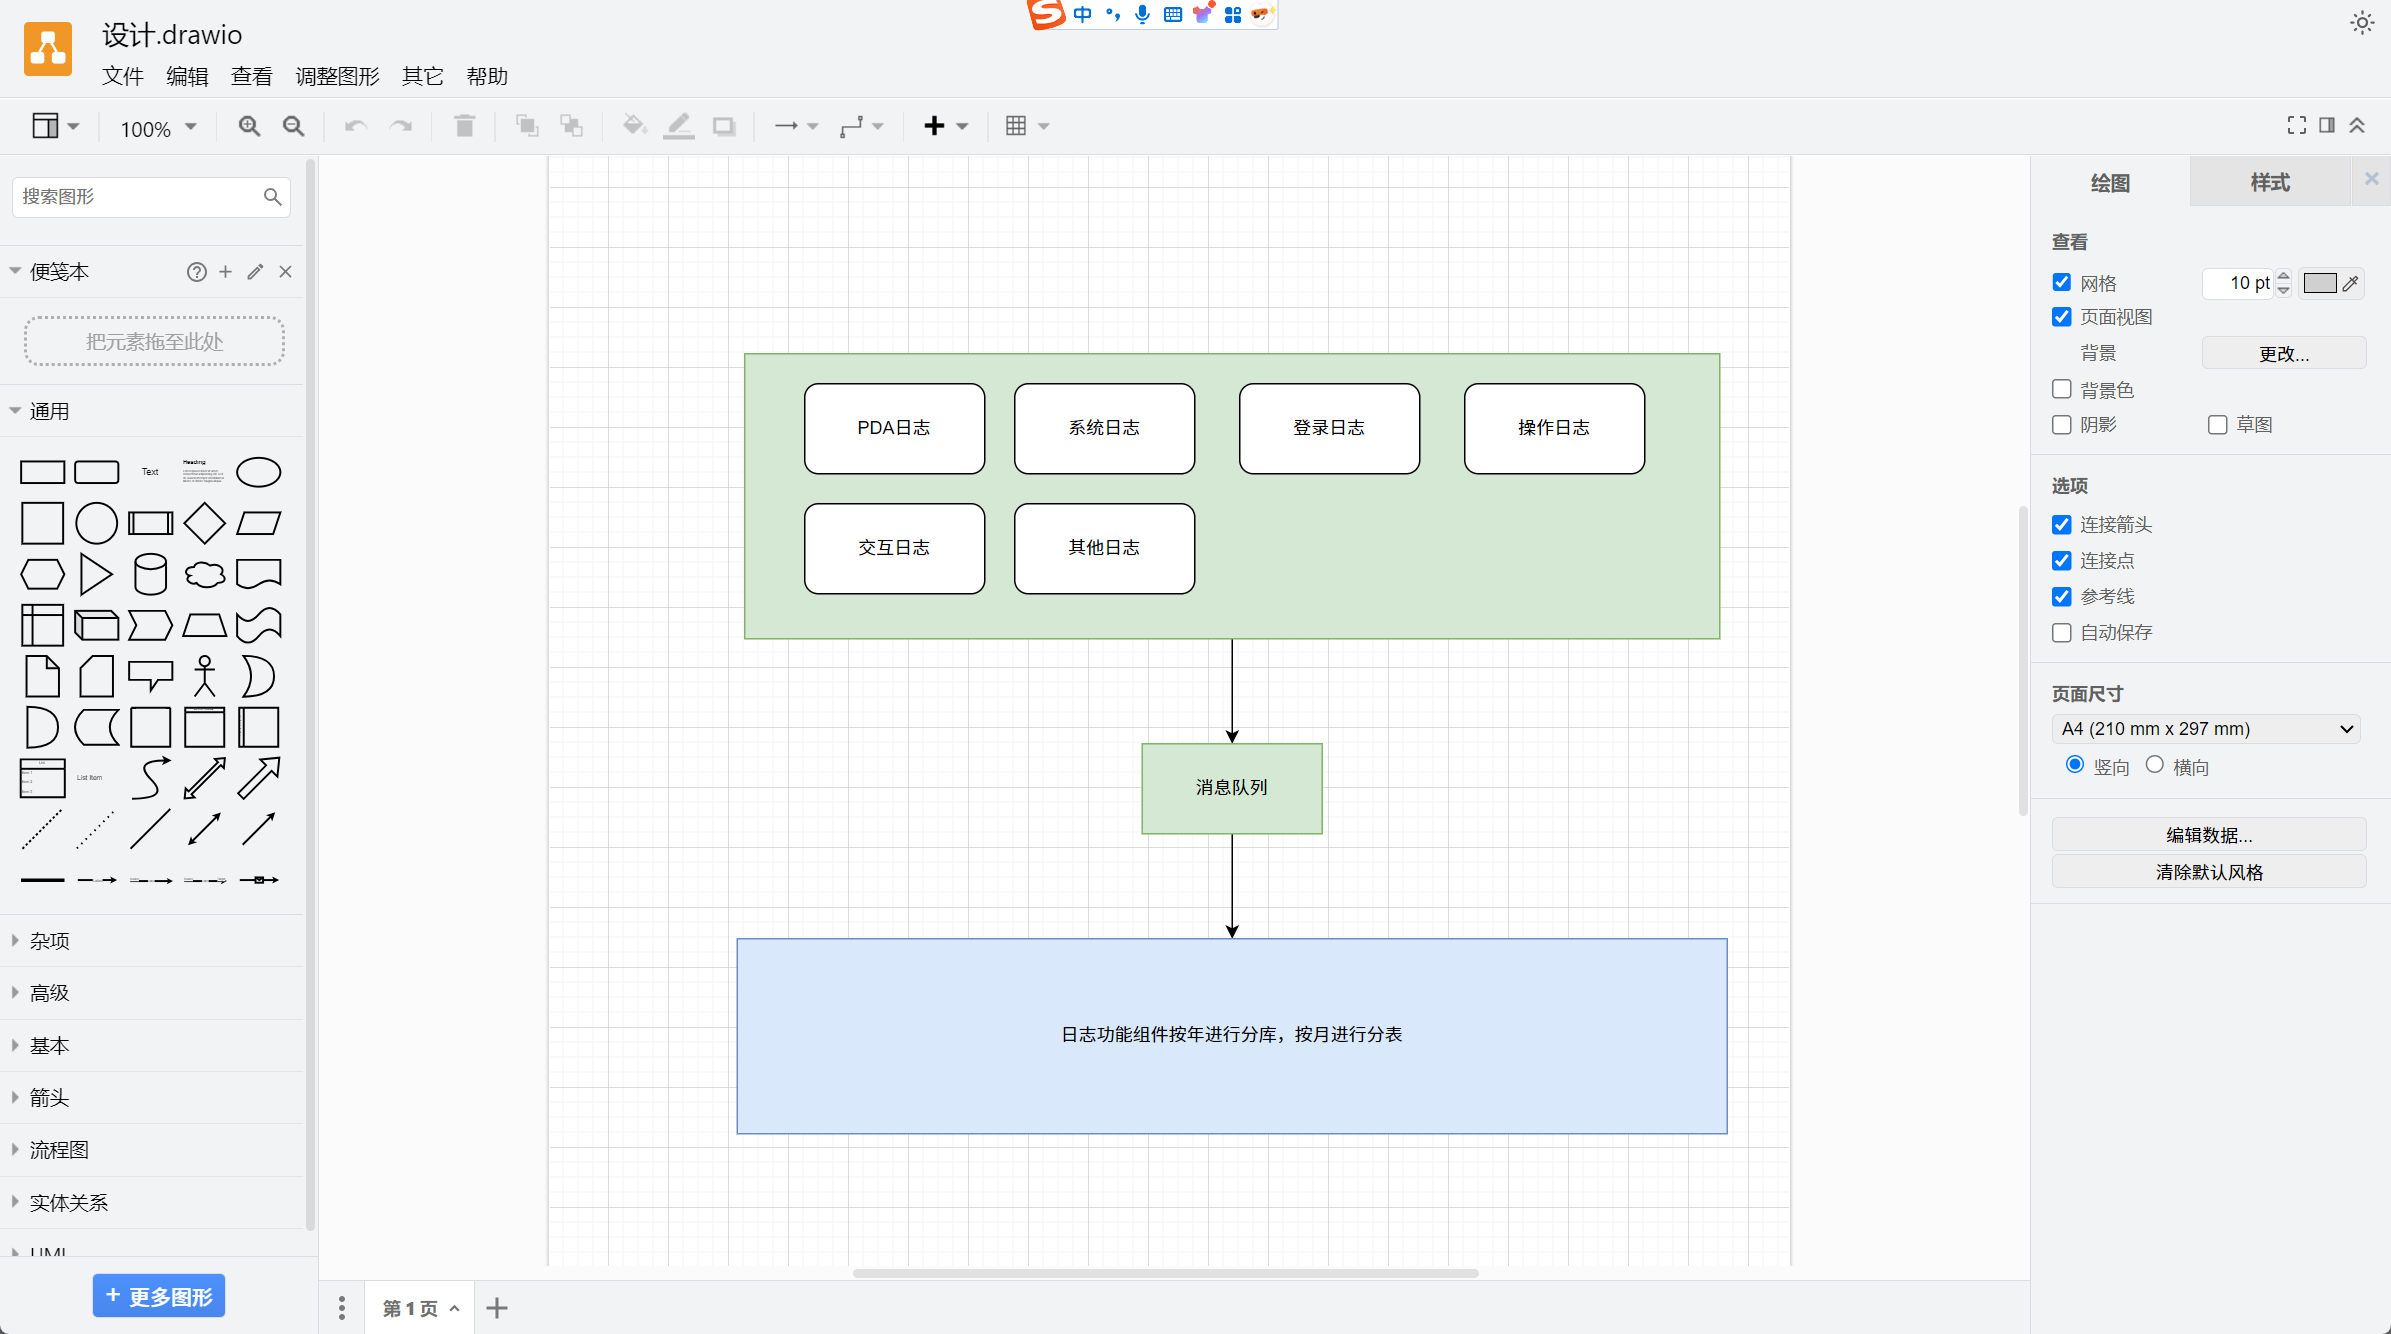 中
设计.drawio
文件 编辑 查看 调整图形 其它 帮助
100%
搜索图形
便笺本
把元素拖至此处
通用
Text
Heading
List Item
杂项
高级
基本
箭头
流程图
实体关系
UML
+ 更多图形
PDA日志 系统日志 登录日志 操作日志
交互日志 其他日志
消息队列
日志功能组件按年进行分库，按月进行分表
第 1 页
绘图 样式
查看
网格 10 pt
页面视图
背景 更改...
背景色
阴影 草图
选项
连接箭头
连接点
参考线
自动保存
页面尺寸
A4 (210 mm x 297 mm)
竖向 横向
编辑数据...
清除默认风格